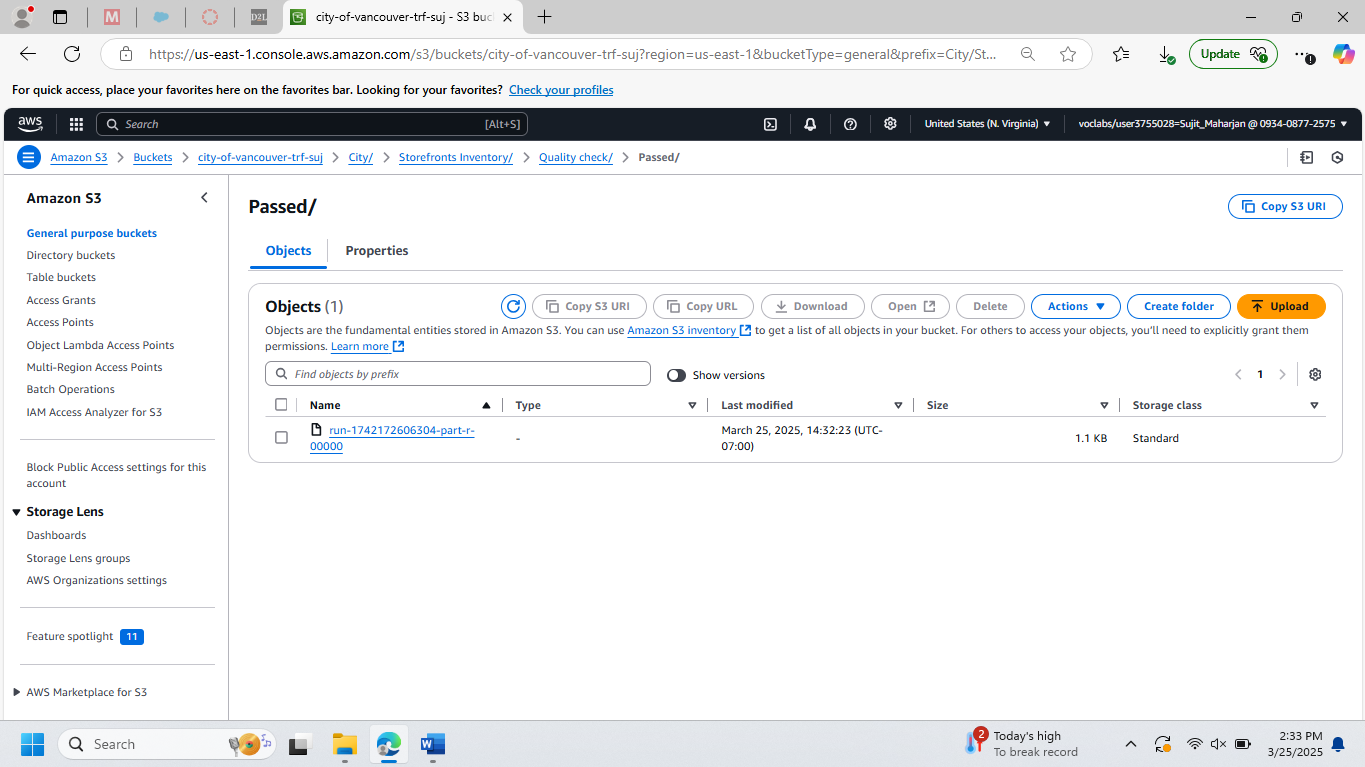 M
D2L
city-of-vancouver-trf-suj - S3 buc
https://us-east-1.console.aws.amazon.com/s3/buckets/city-of-vancouver-trf-suj?region=us-east-1&bucketType=general&prefix=City/St...
Update
For quick access, place your favorites here on the favorites bar. Looking for your favorites? Check your profiles
aws
Search
[Alt+S]
United States (N. Virginia)
voclabs/user3755028=Sujit_Maharjan @ 0934-0877-2575
Amazon S3
Buckets
city-of-vancouver-trf-suj
City/
Storefronts Inventory/
Quality check/
Passed/
Amazon S3
General purpose buckets
Directory buckets
Table buckets
Access Grants
Access Points
Object Lambda Access Points
Multi-Region Access Points
Batch Operations
IAM Access Analyzer for S3
Block Public Access settings for this
account
Storage Lens
Dashboards
Storage Lens groups
AWS Organizations settings
Feature spotlight 11
AWS Marketplace for S3
Passed/
Copy S3 URI
Objects
Properties
Objects (1)
Copy S3 URI
Copy URL
Download
Open
Delete
Actions
Create folder
Upload
Objects are the fundamental entities stored in Amazon S3. You can use Amazon S3 inventory to get a list of all objects in your bucket. For others to access your objects, you'll need to explicitly grant them
permissions. Learn more
Find objects by prefix
Show versions
1
Name
Type
Last modified
Size
Storage class
run-1742172606304-part-r-
00000
-
March 25, 2025, 14:32:23 (UTC-
07:00)
1.1 KB
Standard
Search
2
Today's high
To break record
2:33 PM
3/25/2025